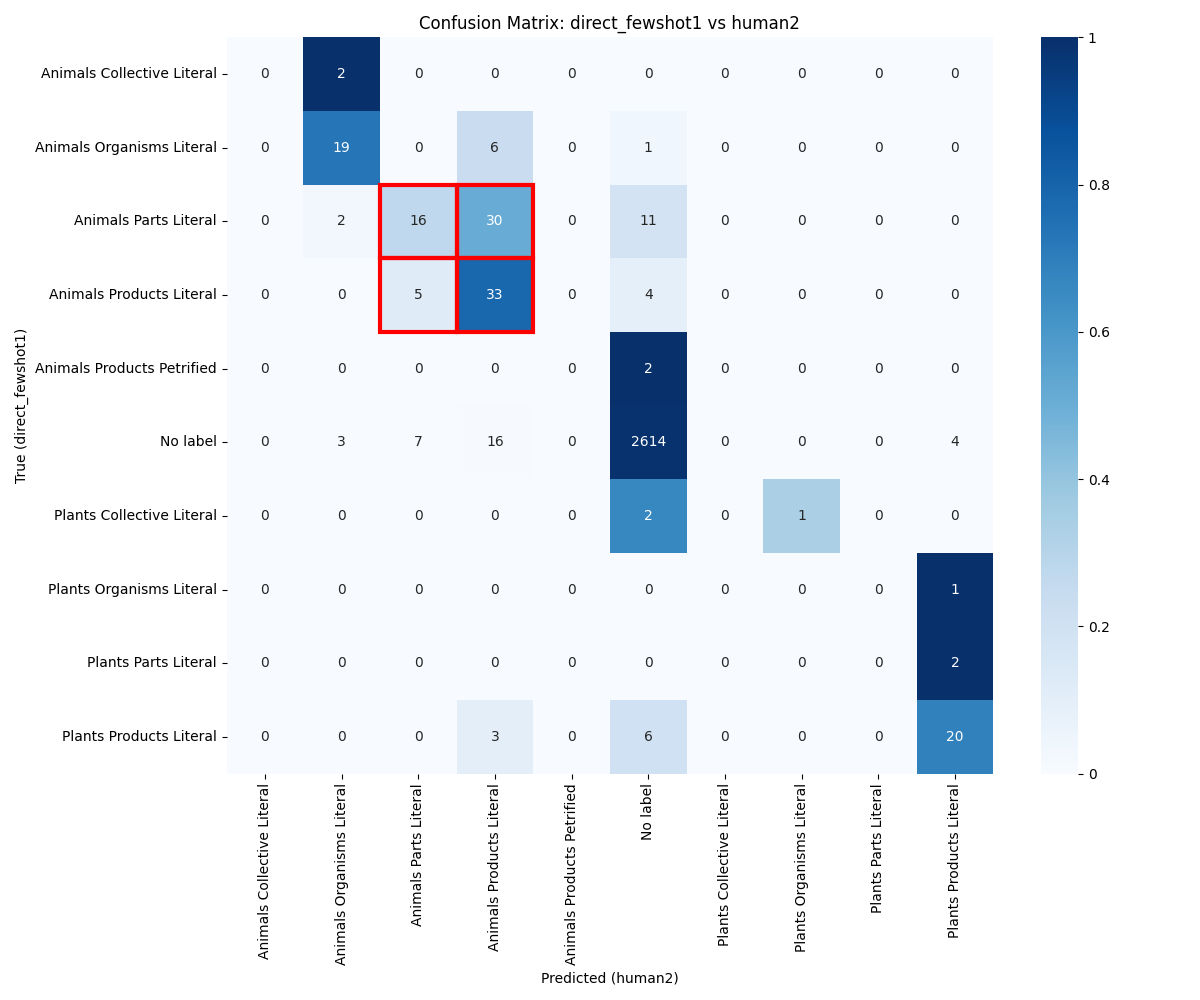 Confusion Matrix: direct_fewshot1 vs human2
Animals Collective Literal 0 2 0 0 0 0 0 0 0 0
Animals Organisms Literal 0 19 0 6 0 1 0 0 0 0
Animals Parts Literal 0 2 16 30 0 11 0 0 0 0
Animals Products Literal 0 0 5 33 0 4 0 0 0 0
Animals Products Petrified 0 0 0 0 0 2 0 0 0 0
No label 0 3 7 16 0 2614 0 0 0 4
Plants Collective Literal 0 0 0 0 0 2 0 1 0 0
Plants Organisms Literal 0 0 0 0 0 0 0 0 0 1
Plants Parts Literal 0 0 0 0 0 0 0 0 0 2
Plants Products Literal 0 0 0 3 0 6 0 0 0 20
True (direct_fewshot1)
Animals Collective Literal
Animals Organisms Literal
Animals Parts Literal
Animals Products Literal
Animals Products Petrified
No label
Plants Collective Literal
Plants Organisms Literal
Plants Parts Literal
Plants Products Literal
Predicted (human2)
1
0.8
0.6
0.4
0.2
0